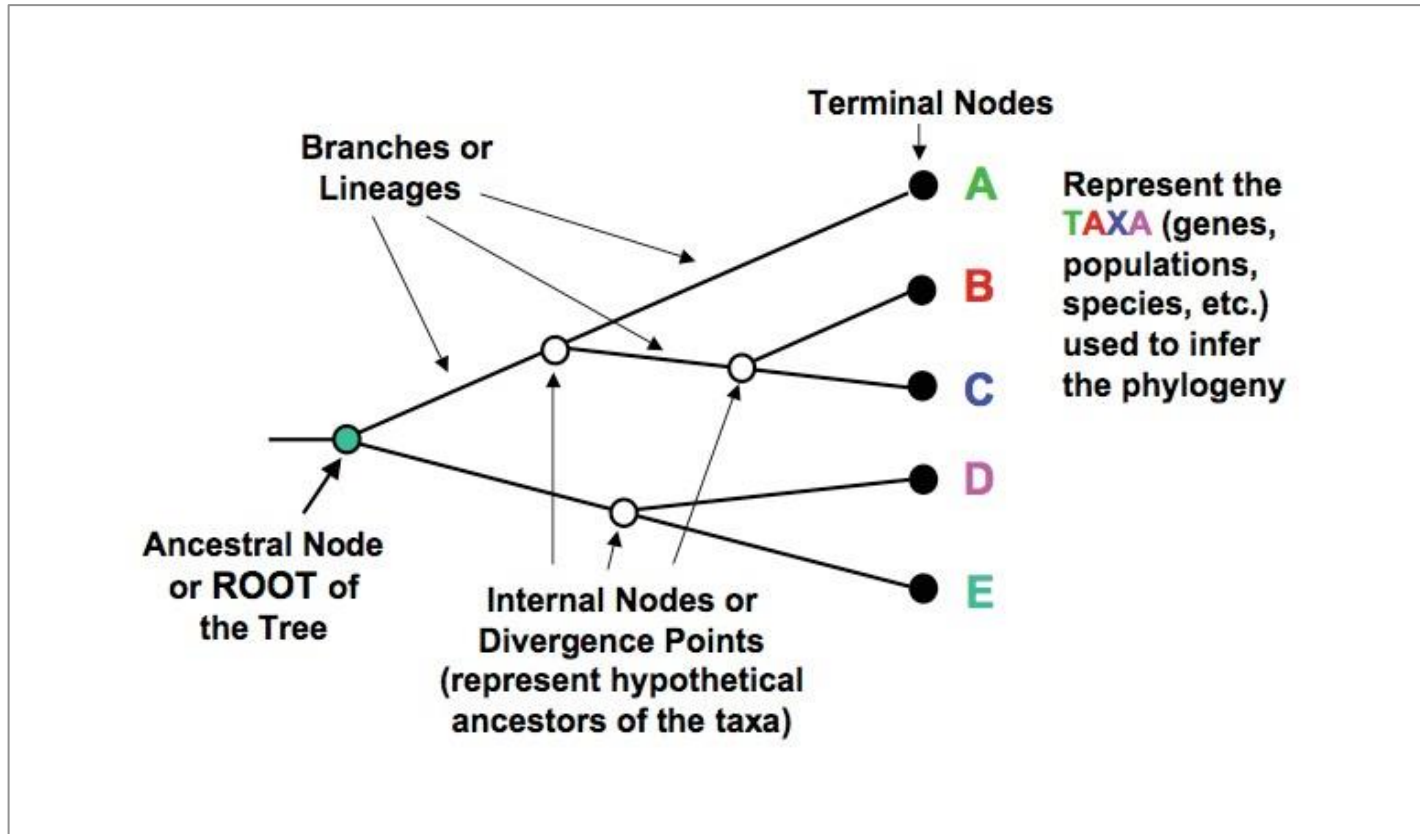 Terminal Nodes
Branches or
Lineages
A
B
C
D
E
Represent the
TAXA (genes,
populations,
species, etc.)
used to infer
the phylogeny
Ancestral Node
or ROOT of
the Tree
Internal Nodes or
Divergence Points
(represent hypothetical
ancestors of the taxa)